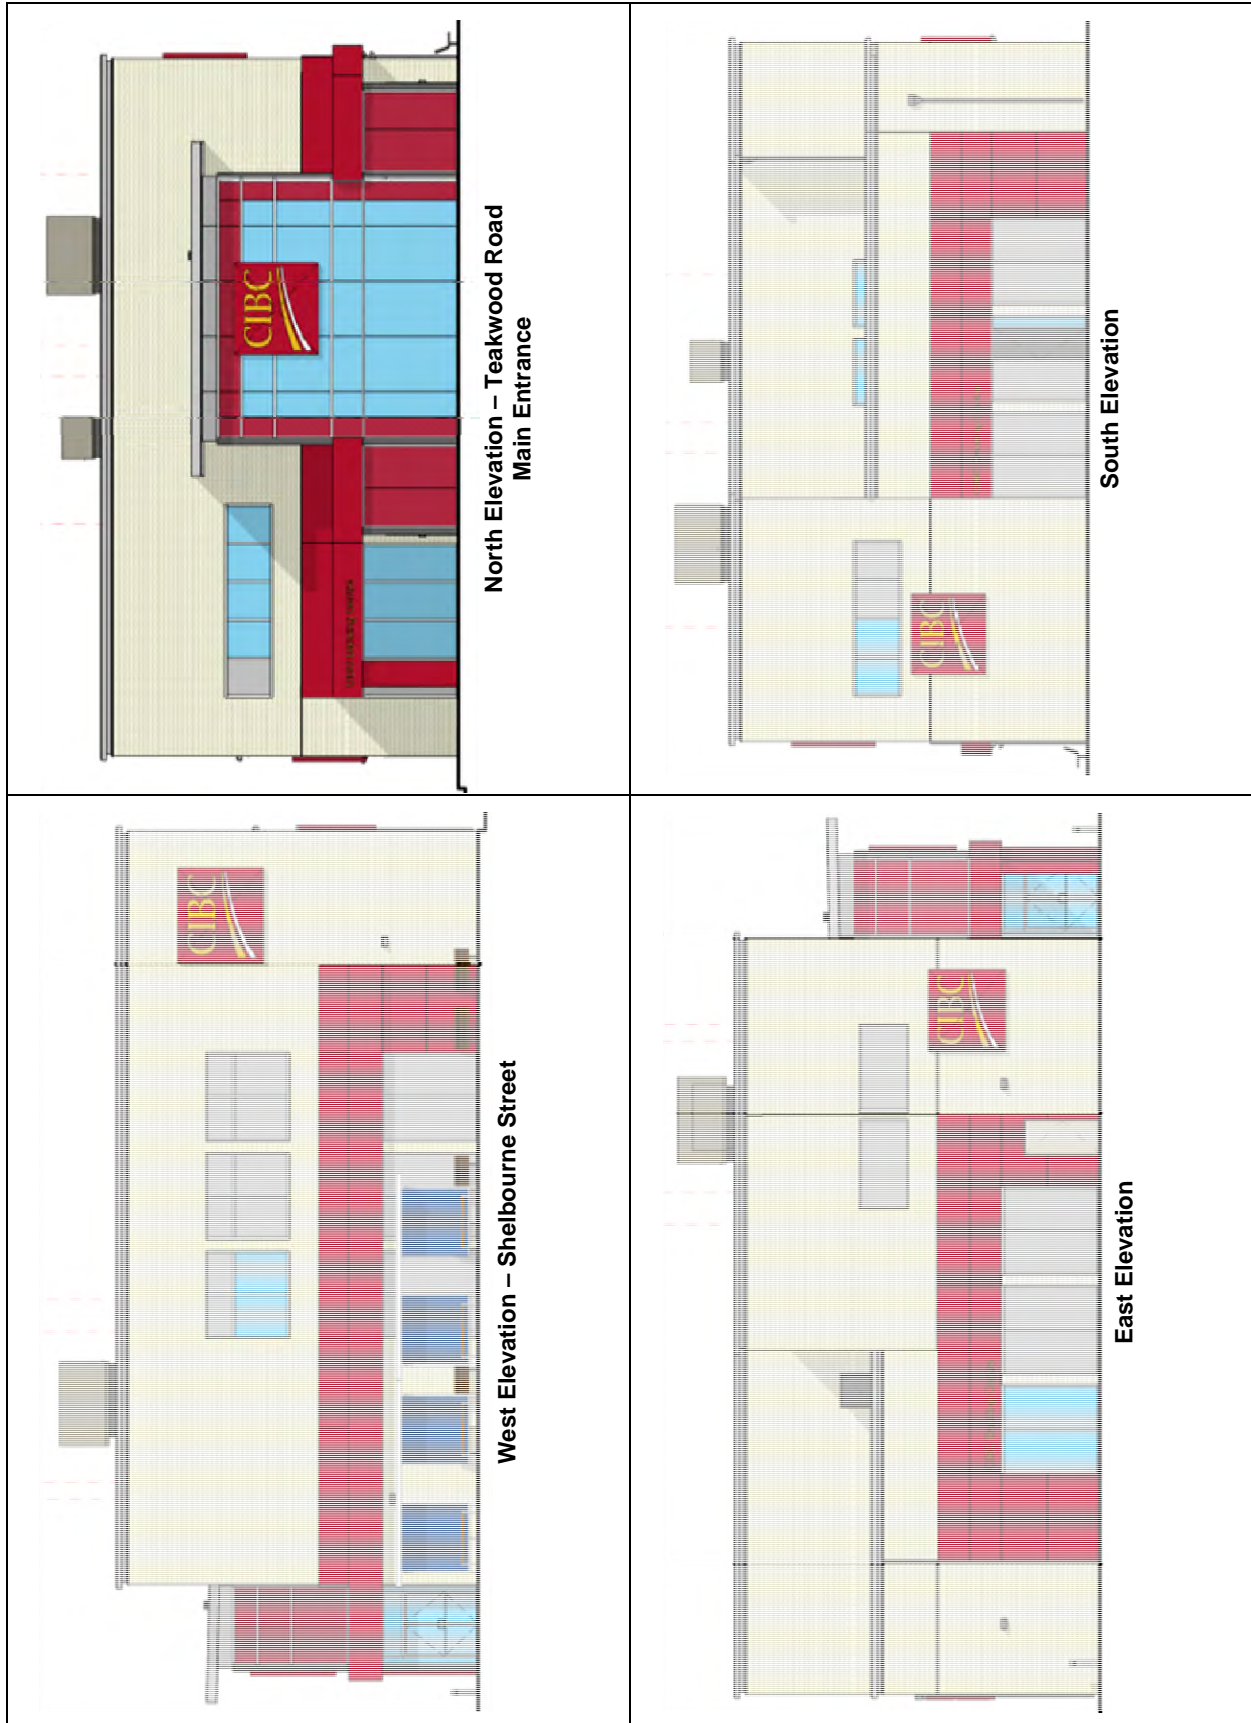 CIBC
North Elevation – Teakwood Road
Main Entrance
CIBC
South Elevation
CIBC
West Elevation – Shelbourne Street
CIBC
East Elevation